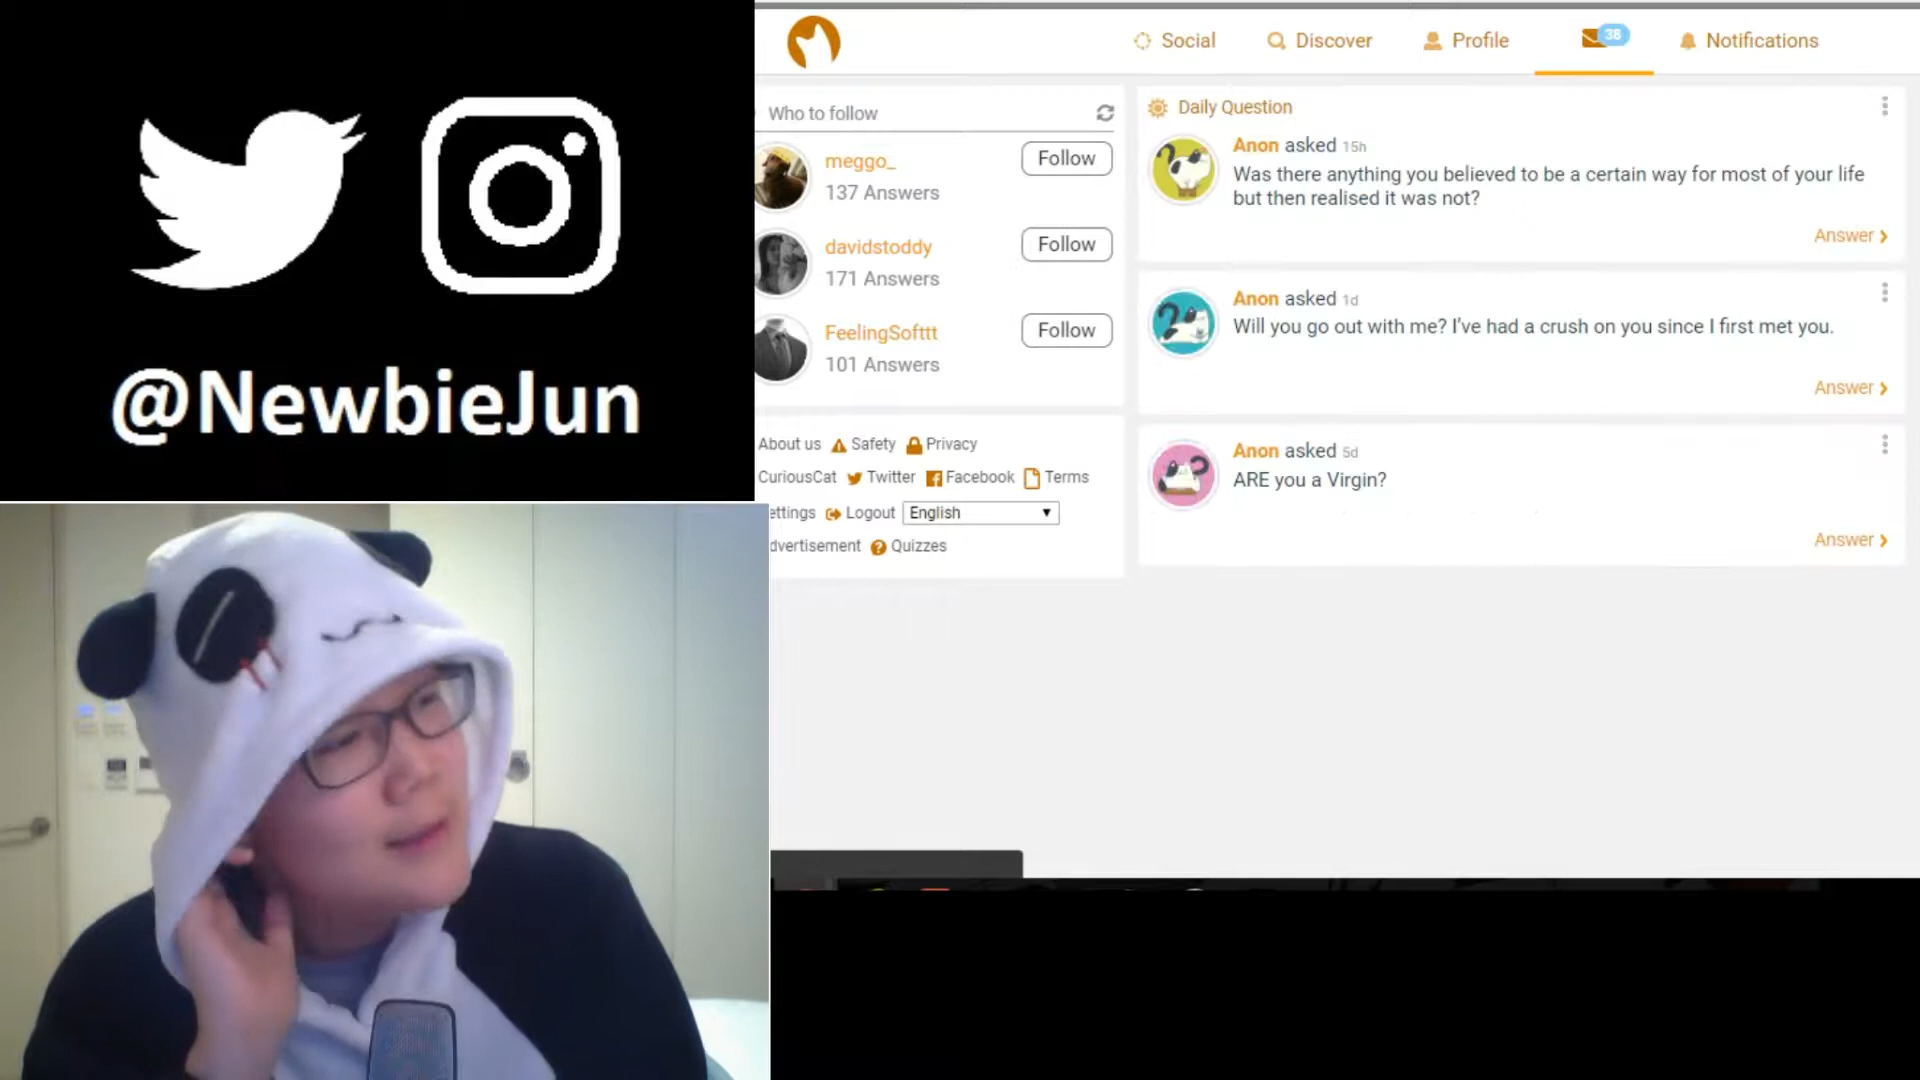 @NewbieJun
Social
Discover
Profile
38
Notifications
Who to follow
meggo_
137 Answers
Follow
davidstoddy
171 Answers
Follow
FeelingSofttt
101 Answers
Follow
About us Safety Privacy
CuriousCat Twitter Facebook Terms
ettings Logout English
dvertisement Quizzes
Daily Question
Anon asked 15h
Was there anything you believed to be a certain way for most of your life
but then realised it was not?
Answer
Anon asked 1d
Will you go out with me? I've had a crush on you since I first met you.
Answer
Anon asked 5d
ARE you a Virgin?
Answer